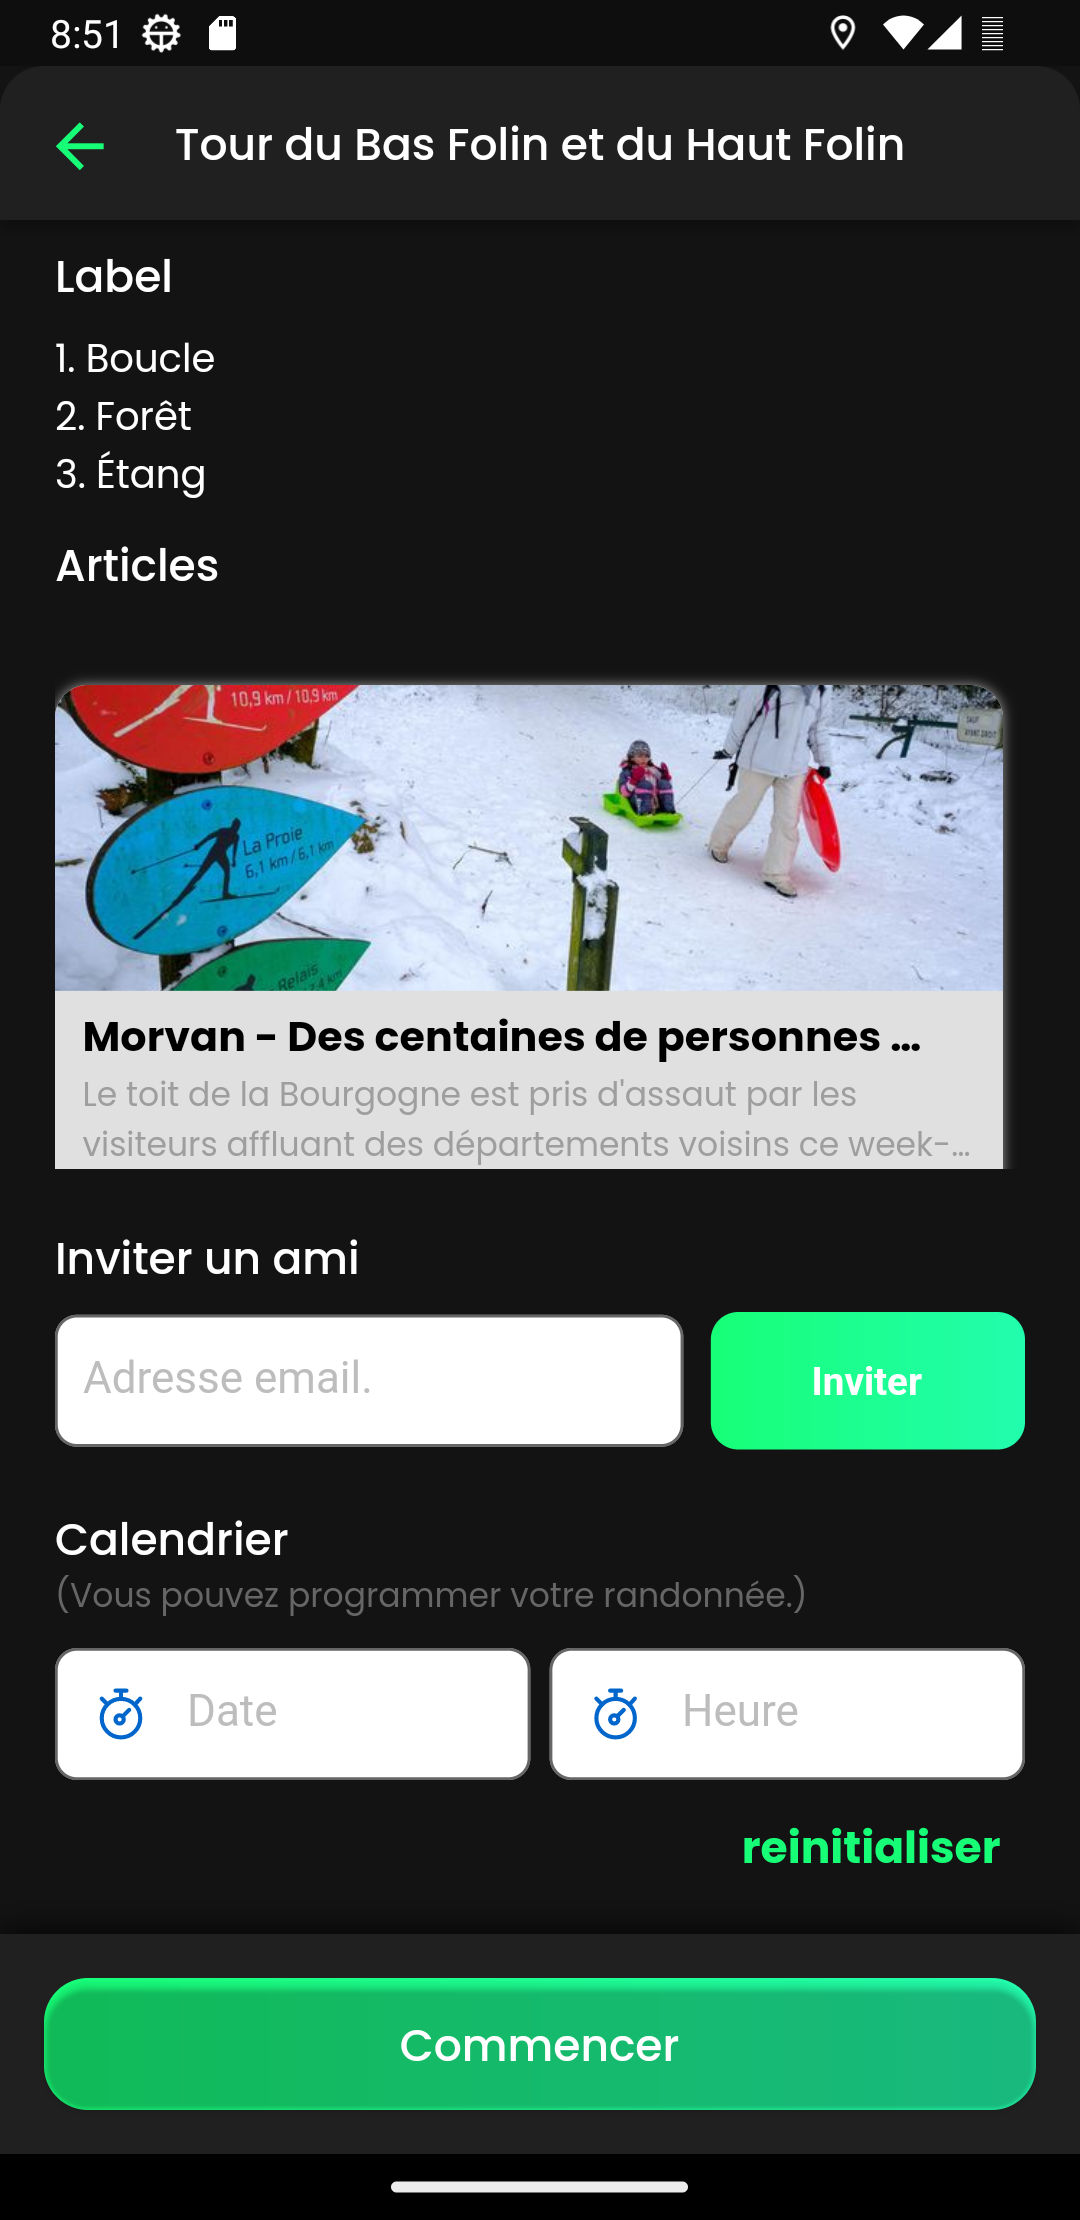 8:51
Tour du Bas Folin et du Haut Folin
Label
1. Boucle
2. Forêt
3. Étang
Articles
10,9 km / 10,9 km
SAUF
AYANT DROIT
La Proie
6,1 km / 6,1 km
Relais
Morvan - Des centaines de personnes ...
Le toit de la Bourgogne est pris d'assaut par les
visiteurs affluant des départements voisins ce week-...
Inviter un ami
Adresse email.
Inviter
Calendrier
(Vous pouvez programmer votre randonnée.)
Date
Heure
reinitialiser
Commencer